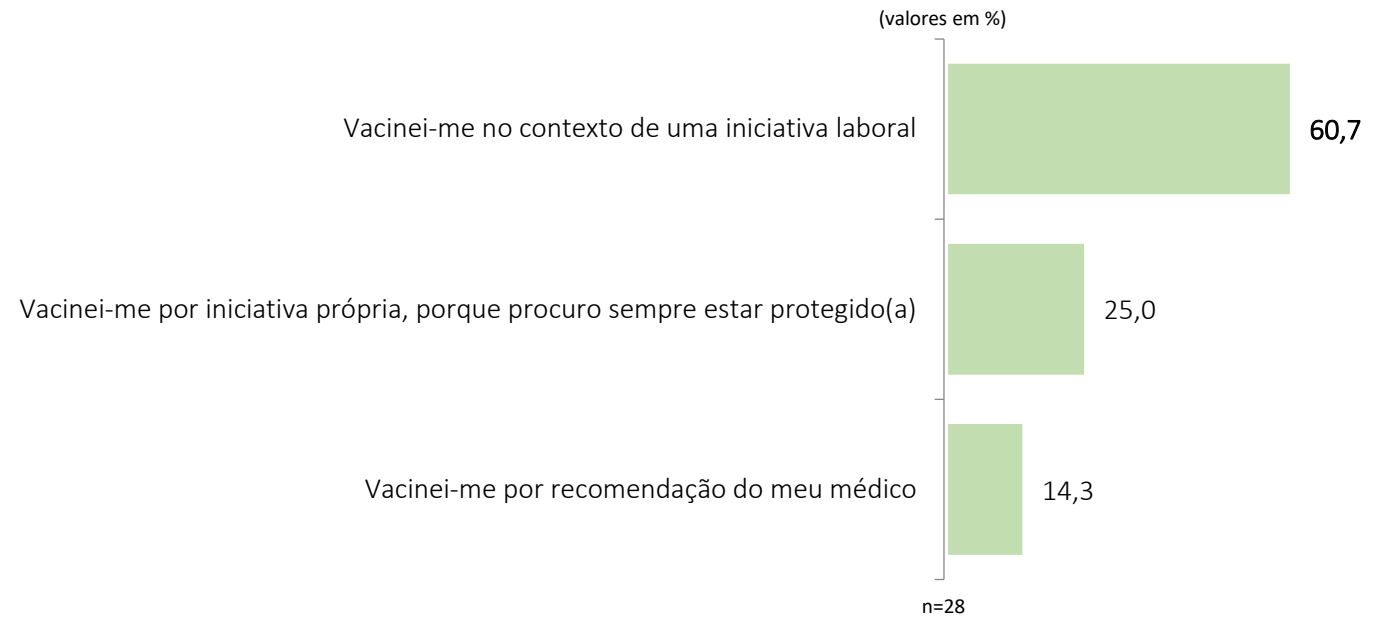 (valores em %)
Vacinei-me no contexto de uma iniciativa laboral
60,7
Vacinei-me por iniciativa própria, porque procuro sempre estar protegido(a)
25,0
Vacinei-me por recomendação do meu médico
14,3
n=28